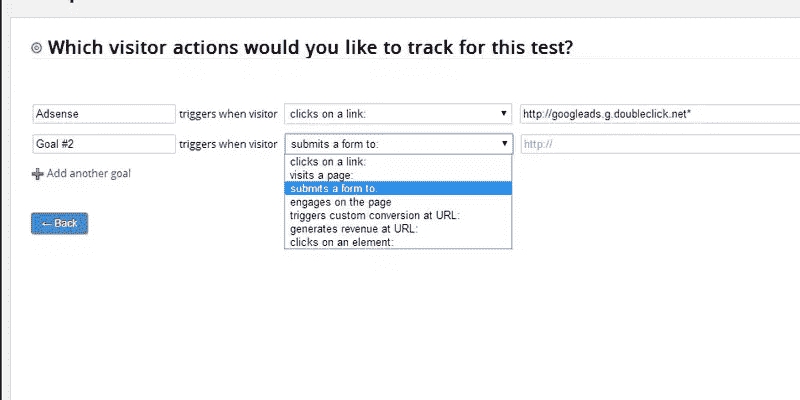 Which visitor actions would you like to track for this test?
Adsense triggers when visitor clicks on a link: http://googleads.g.doubleclick.net*
Goal #2 triggers when visitor submits a form to: http://
clicks on a link:
Add another goal
visits a page:
submits a form to:
engages on the page
triggers custom conversion at URL:
← Back
generates revenue at URL:
clicks on an element: